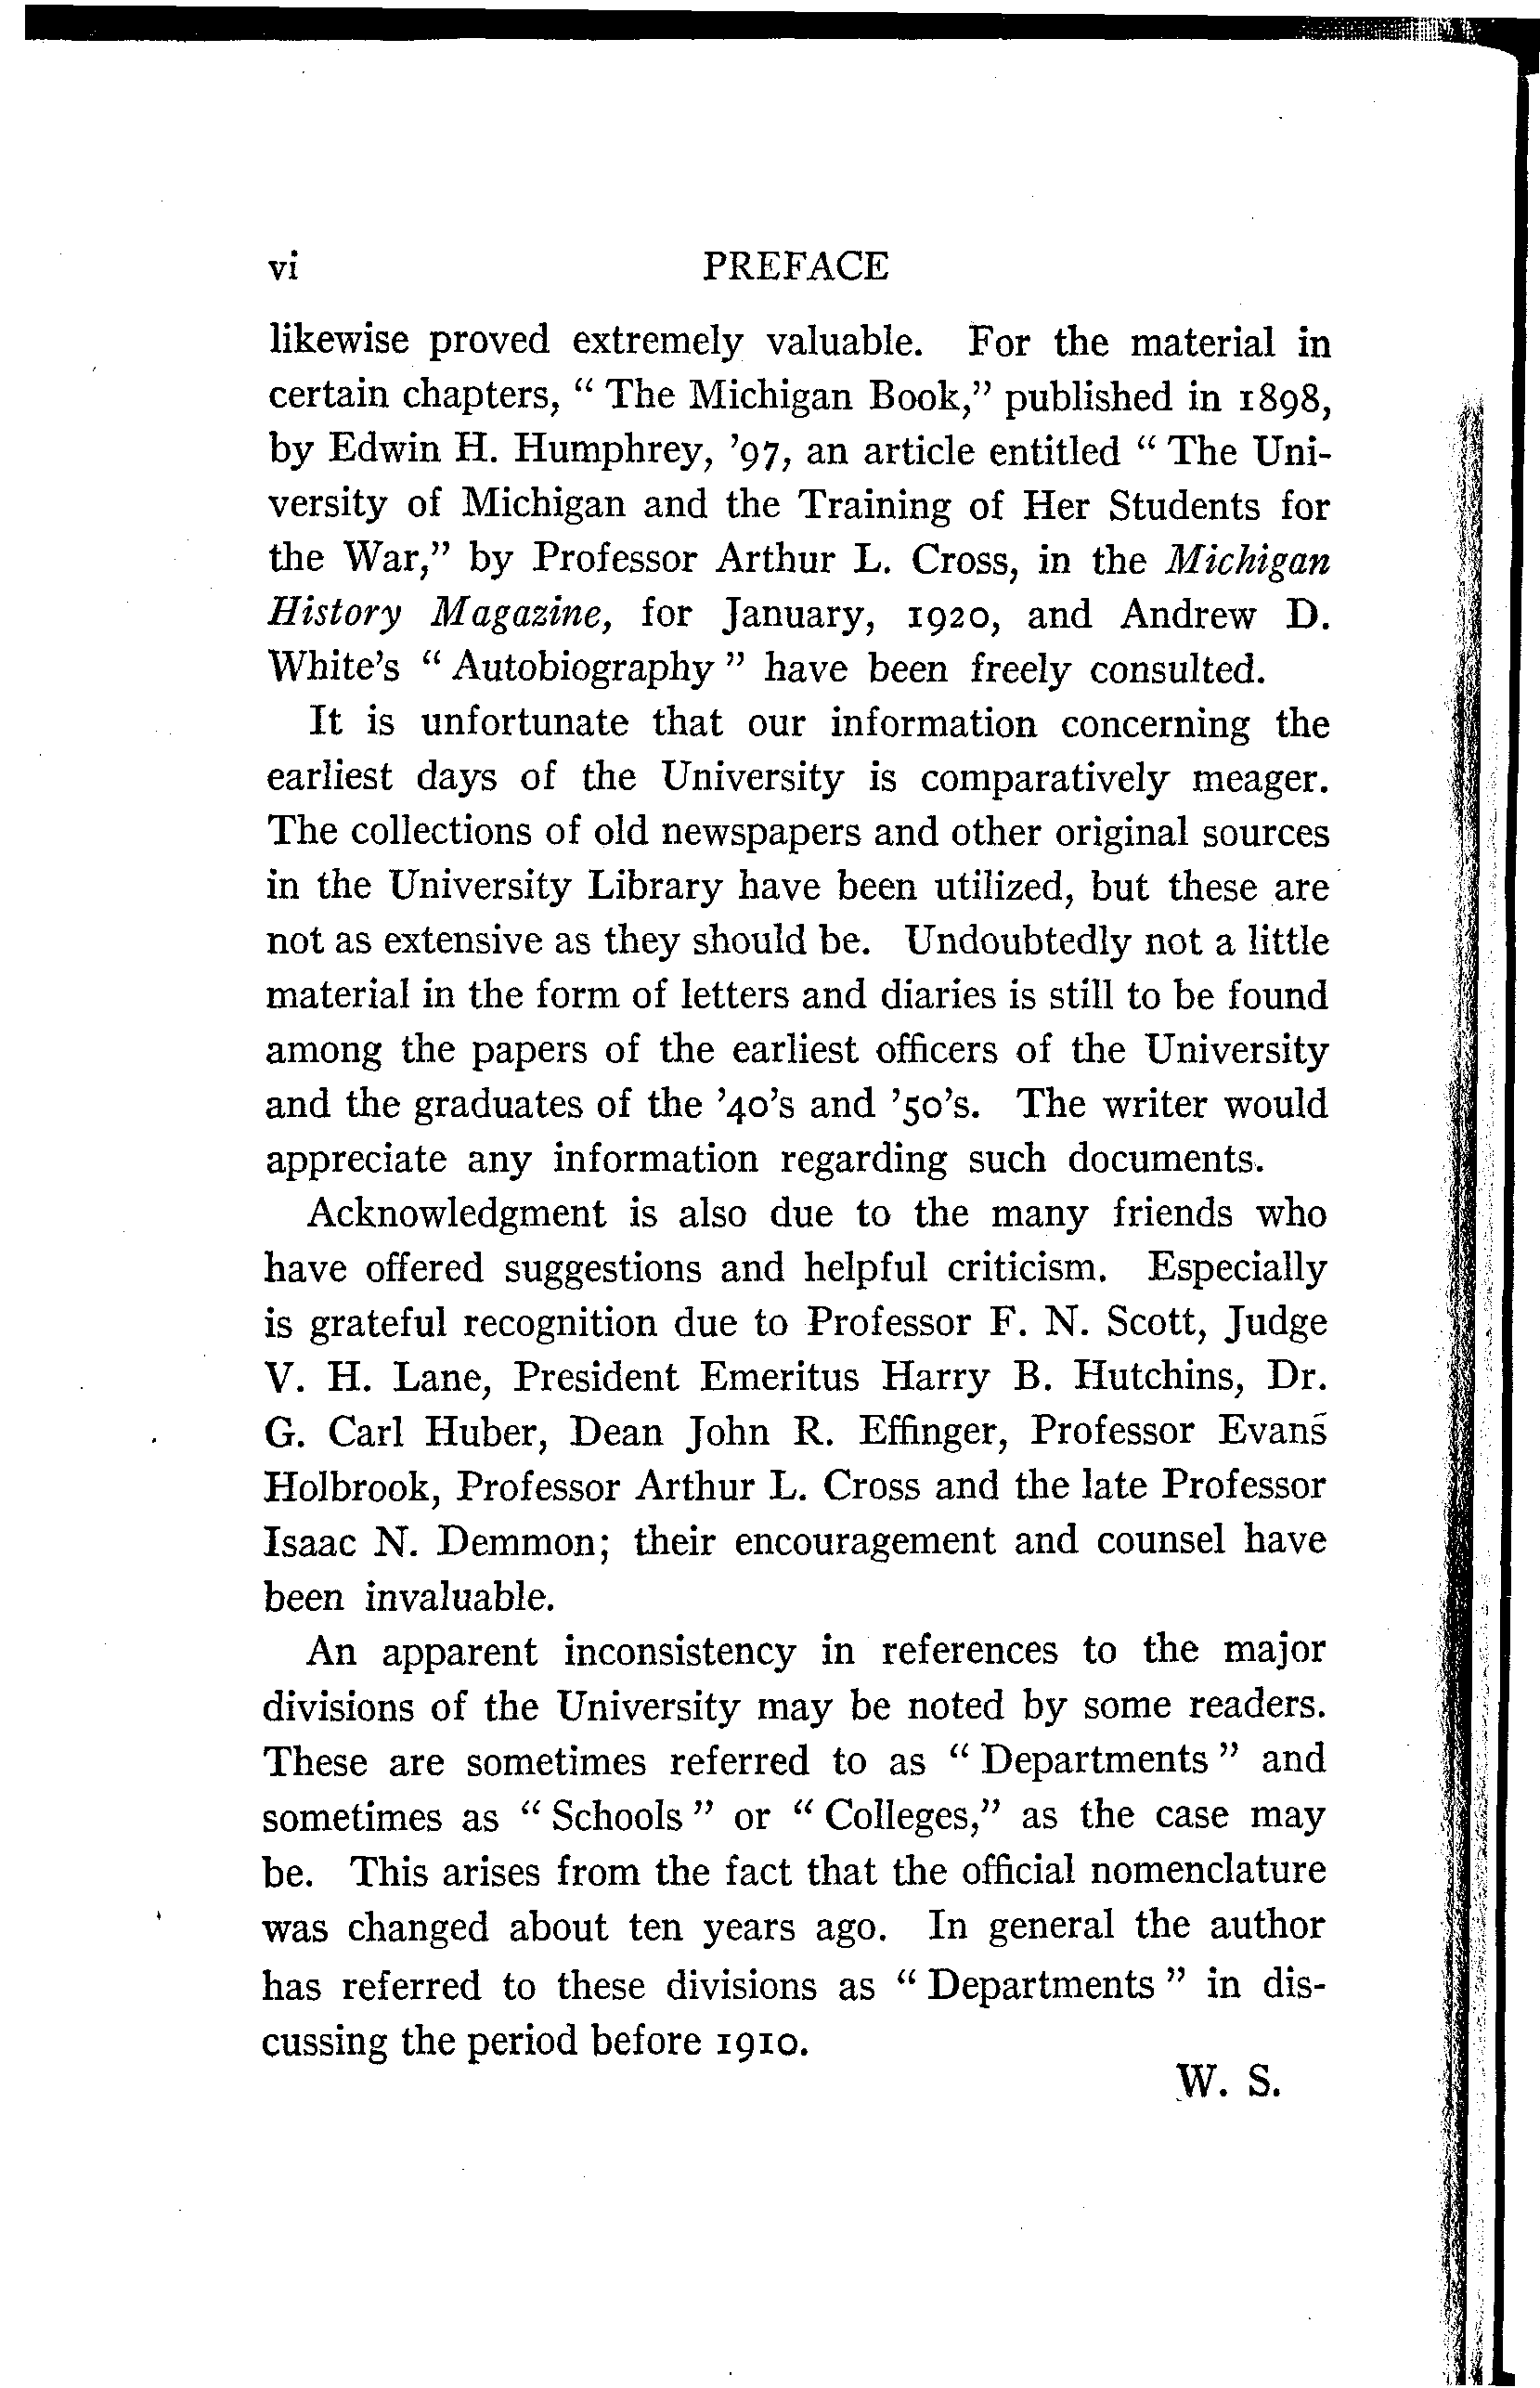 vi PREFACE
likewise proved extremely valuable. For the material in
certain chapters, " The Michigan Book," published in 1898,
by Edwin H. Humphrey, '97, an article entitled " The Uni-
versity of Michigan and the Training of Her Students for
the War," by Professor Arthur L. Cross, in the Michigan
History Magazine, for January, 1920, and Andrew D.
White's " Autobiography " have been freely consulted.
It is unfortunate that our information concerning the
earliest days of the University is comparatively meager.
The collections of old newspapers and other original sources
in the University Library have been utilized, but these are
not as extensive as they should be. Undoubtedly not a little
material in the form of letters and diaries is still to be found
among the papers of the earliest officers of the University
and the graduates of the '40's and '50's. The writer would
appreciate any information regarding such documents.
Acknowledgment is also due to the many friends who
have offered suggestions and helpful criticism. Especially
is grateful recognition due to Professor F. N. Scott, Judge
V. H. Lane, President Emeritus Harry B. Hutchins, Dr.
G. Carl Huber, Dean John R. Effinger, Professor Evans
Holbrook, Professor Arthur L. Cross and the late Professor
Isaac N. Demmon; their encouragement and counsel have
been invaluable.
An apparent inconsistency in references to the major
divisions of the University may be noted by some readers.
These are sometimes referred to as " Departments " and
sometimes as " Schools " or " Colleges," as the case may
be. This arises from the fact that the official nomenclature
was changed about ten years ago. In general the author
has referred to these divisions as " Departments " in dis-
cussing the period before 1910.
W. S.